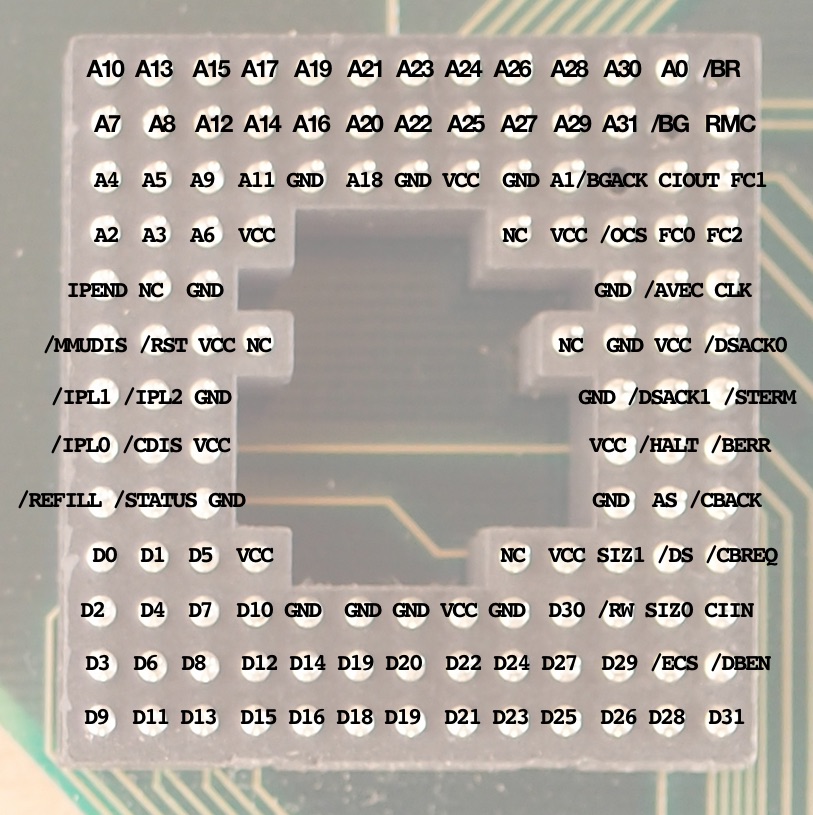 A10 A13 A15 A17 A19 A21 A23 A24 A26 A28 A30 A0 /BR
A7 A8 A12 A14 A16 A20 A22 A25 A27 A29 A31 /BG RMC
A4 A5 A9 A11 GND A18 GND VCC GND A1 /BGACK CIOUT FC1
A2 A3 A6 VCC NC VCC /OCS FC0 FC2
IPEND NC GND GND /AVEC CLK
/MMUDIS /RST VCC NC NC GND VCC /DSACK0
/IPL1 /IPL2 GND GND /DSACK1 /STERM
/IPL0 /CDIS VCC VCC /HALT /BERR
/REFILL /STATUS GND GND AS /CBACK
D0 D1 D5 VCC NC VCC SIZ1 /DS /CBREQ
D2 D4 D7 D10 GND GND GND VCC GND D30 /RW SIZ0 CIIN
D3 D6 D8 D12 D14 D19 D20 D22 D24 D27 D29 /ECS /DBEN
D9 D11 D13 D15 D16 D18 D19 D21 D23 D25 D26 D28 D31